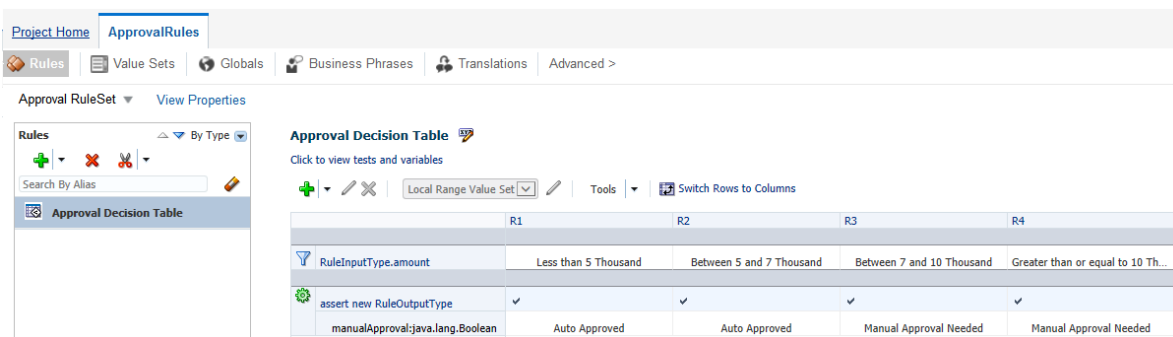 Project Home ApprovalRules
Rules Value Sets Globals Business Phrases Translations Advanced >
Approval RuleSet View Properties
Rules By Type
Search By Alias
Approval Decision Table
Approval Decision Table
Click to view tests and variables
Local Range Value Set Tools Switch Rows to Columns
R1 R2 R3 R4
RuleInputType.amount Less than 5 Thousand Between 5 and 7 Thousand Between 7 and 10 Thousand Greater than or equal to 10 Th...
assert new RuleOutputType
manualApproval:java.lang.Boolean Auto Approved Auto Approved Manual Approval Needed Manual Approval Needed